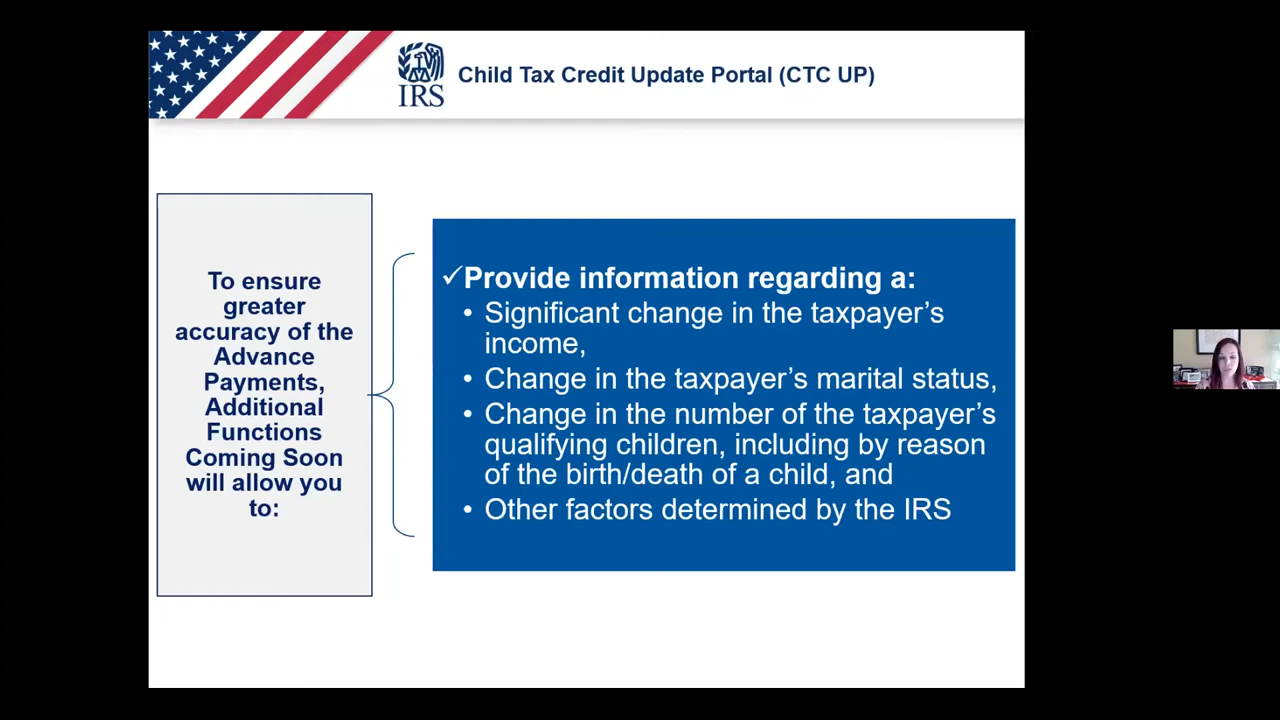 IRS
Child Tax Credit Update Portal (CTC UP)
To ensure
greater
accuracy of the
Advance
Payments,
Additional
Functions
Coming Soon
will allow you
to:
✓Provide information regarding a:
• Significant change in the taxpayer’s
income,
• Change in the taxpayer’s marital status,
• Change in the number of the taxpayer’s
qualifying children, including by reason
of the birth/death of a child, and
• Other factors determined by the IRS